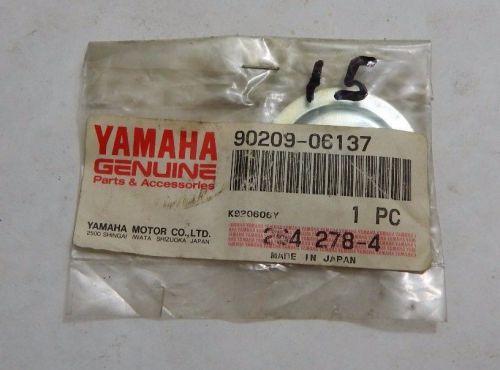 15
YAMAHA
GENUINE
Parts & Accessories
90209-06137
K920606Y
1 PC
YAMAHA MOTOR CO.,LTD.
2500 SHINGAI IWATA SHIZUOKA JAPAN
264 278-4
MADE IN JAPAN